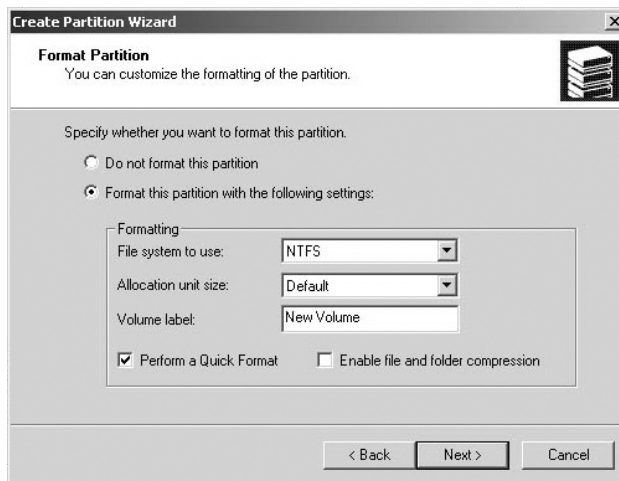 Create Partition Wizard
Format Partition
You can customize the formatting of the partition.
Specify whether you want to format this partition.
Do not format this partition
Format this partition with the following settings:
Formatting
File system to use: NTFS
Allocation unit size: Default
Volume label: New Volume
Perform a Quick Format Enable file and folder compression
< Back Next > Cancel